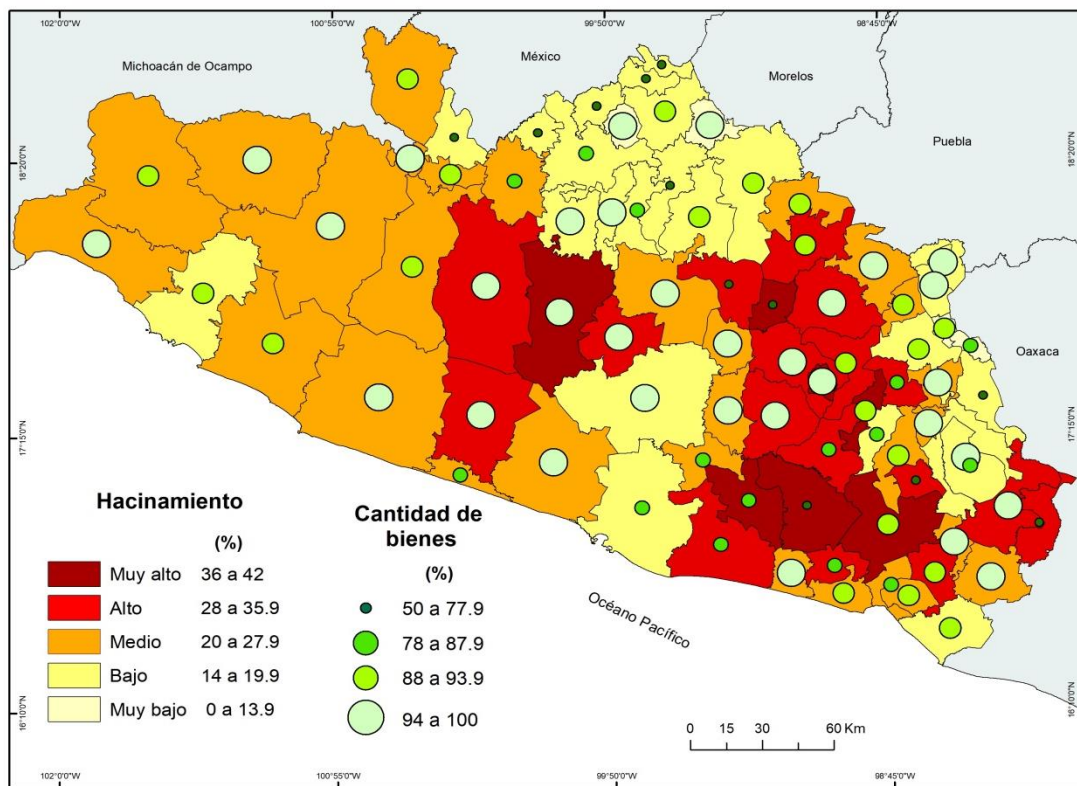 102°0'0"W
100°55'0"W
99°50'0"W
98°45'0"W
Michoacán de Ocampo
México
Morelos
Puebla
Oaxaca
18°20'0"N
18°20'0"N
17°15'0"N
17°15'0"N
16°10'0"N
16°10'0"N
Océano Pacífico
Hacinamiento
(%)
Muy alto 36 a 42
Alto 28 a 35.9
Medio 20 a 27.9
Bajo 14 a 19.9
Muy bajo 0 a 13.9
Cantidad de
bienes
(%)
50 a 77.9
78 a 87.9
88 a 93.9
94 a 100
0 15 30 60 Km
102°0'0"W
100°55'0"W
99°50'0"W
98°45'0"W